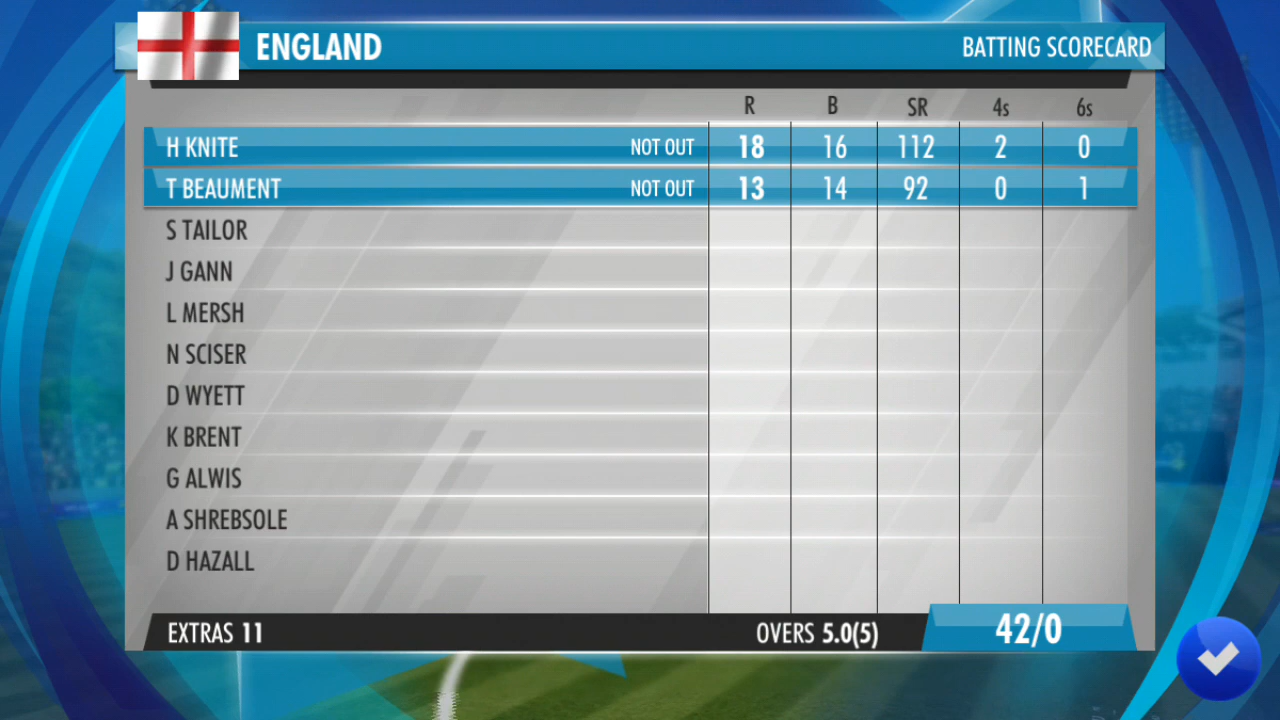 ENGLAND BATTING SCORECARD
R B SR 4s 6s
H KNITE NOT OUT 18 16 112 2 0
T BEAUMENT NOT OUT 13 14 92 0 1
S TAILOR
J GANN
L MERSH
N SCISER
D WYETT
K BRENT
G ALWIS
A SHREBSOLE
D HAZALL
EXTRAS 11 OVERS 5.0(5) 42/0